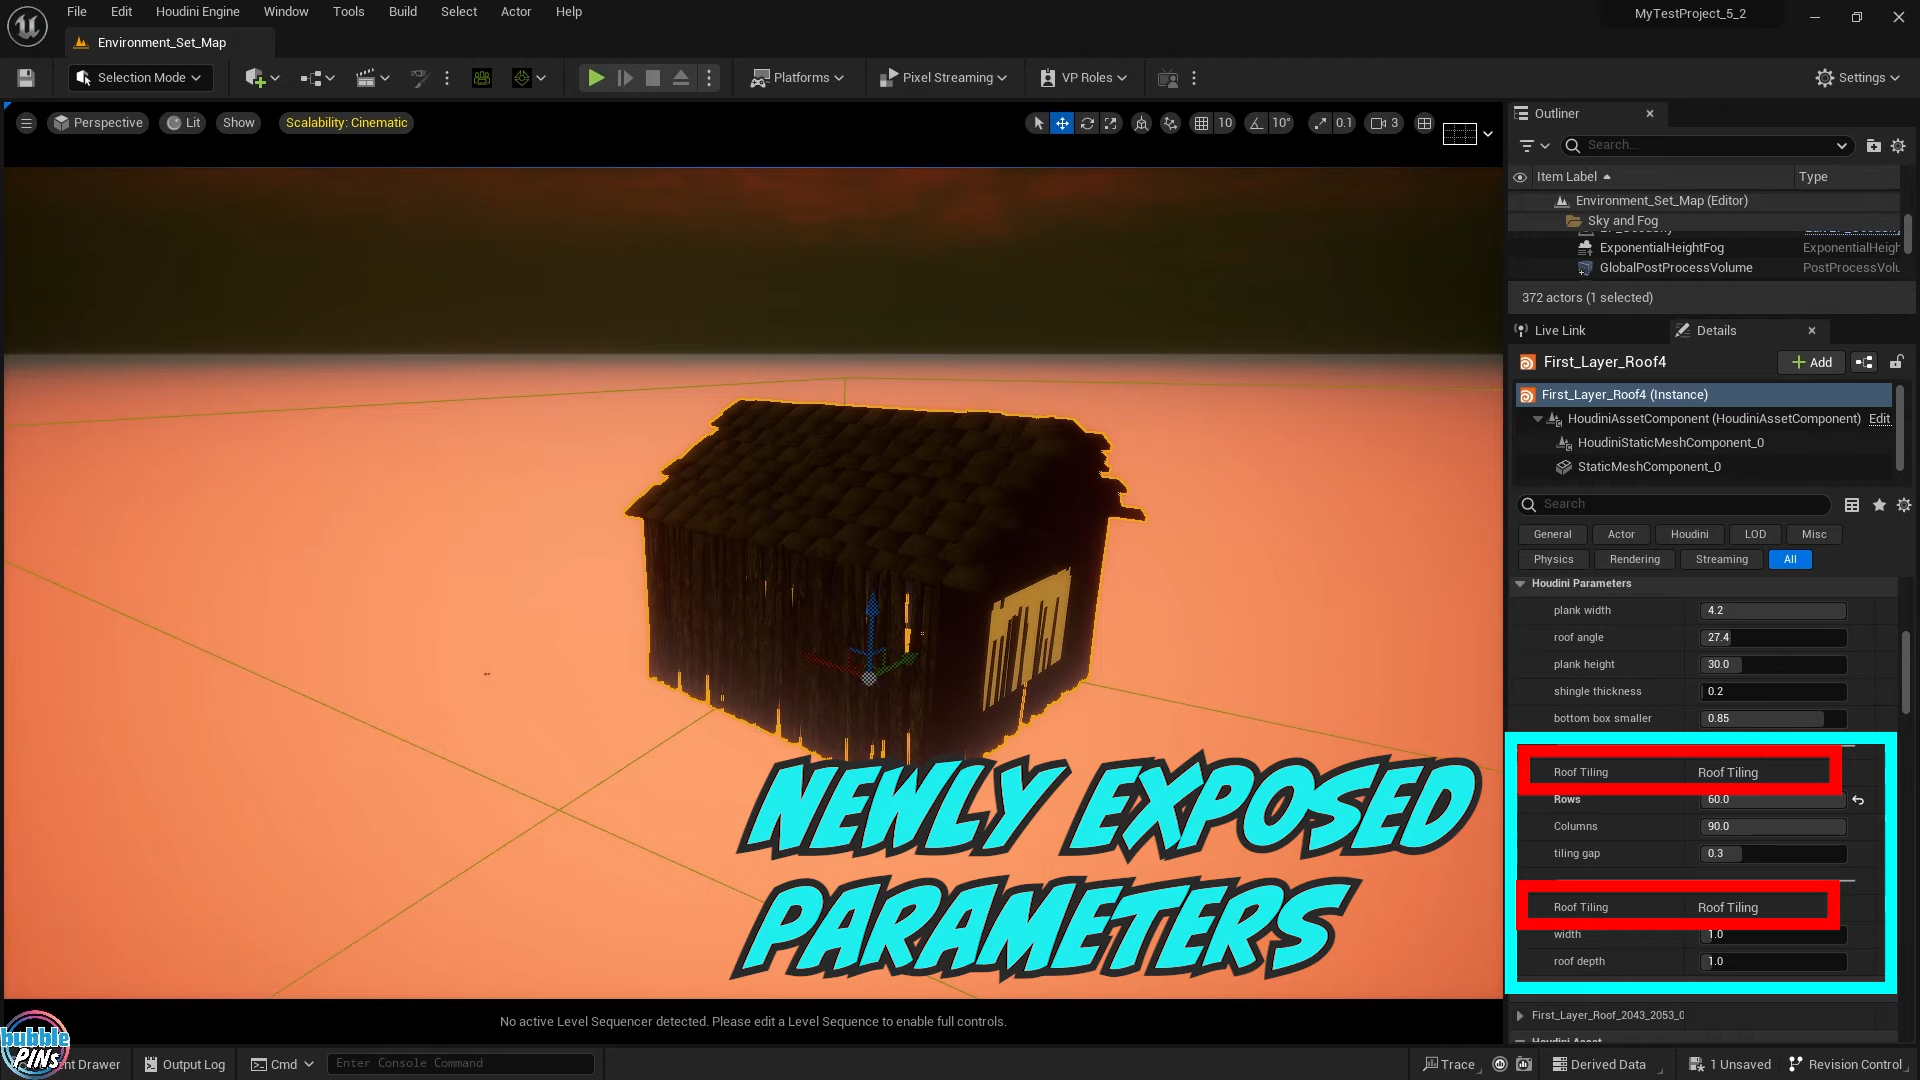 File Edit Houdini Engine Window Tools Build Select Actor Help
MyTestProject_5_2
Environment_Set_Map
Selection Mode
Platforms
Pixel Streaming
VP Roles
Settings
Perspective
Lit
Show
Scalability: Cinematic
10
10°
0.1
3
Outliner
Search...
Item Label
Type
Environment_Set_Map (Editor)
Sky and Fog
ExponentialHeightFog
ExponentialHeigh
GlobalPostProcessVolume
PostProcessVolu
372 actors (1 selected)
Live Link
Details
First_Layer_Roof4
Add
First_Layer_Roof4 (Instance)
HoudiniAssetComponent (HoudiniAssetComponent)
Edit
HoudiniStaticMeshComponent_0
StaticMeshComponent_0
Search
General Actor Houdini LOD Misc
Physics Rendering Streaming All
Houdini Parameters
plank width 4.2
roof angle 27.4
plank height 30.0
shingle thickness 0.2
bottom box smaller 0.85
Roof Tiling Roof Tiling
Rows 60.0
Columns 90.0
tiling gap 0.3
Roof Tiling Roof Tiling
width 1.0
roof depth 1.0
First_Layer_Roof_2043_2053_0
NEWLY EXPOSED
PARAMETERS
No active Level Sequencer detected. Please edit a Level Sequence to enable full controls.
bubble
PINS
Drawer
Output Log
Cmd
Enter Console Command
Trace
Derived Data
1 Unsaved
Revision Control